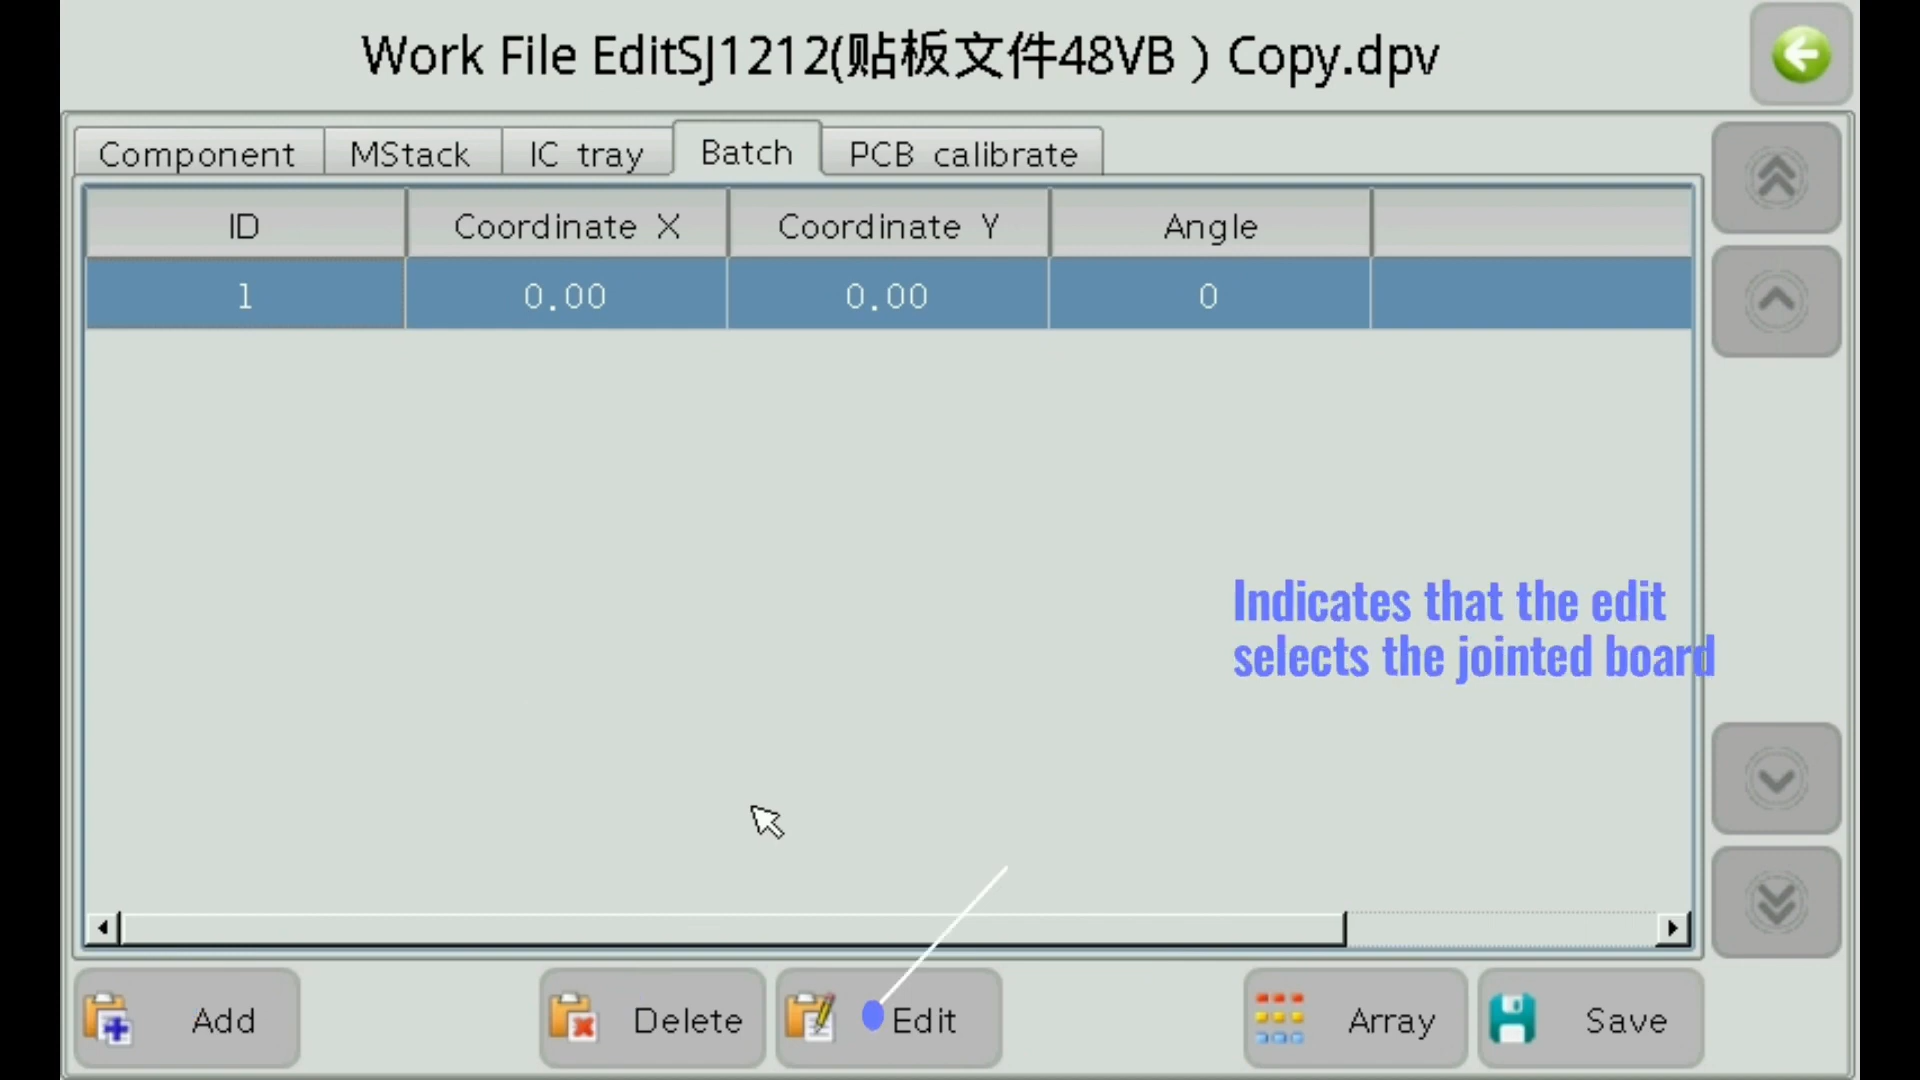 Work File EditSJ1212(贴板文件48VB ) Copy.dpv
Component MStack IC tray Batch PCB calibrate
ID Coordinate X Coordinate Y Angle
1 0.00 0.00 0
Indicates that the edit
selects the jointed board
Add Delete Edit Array Save